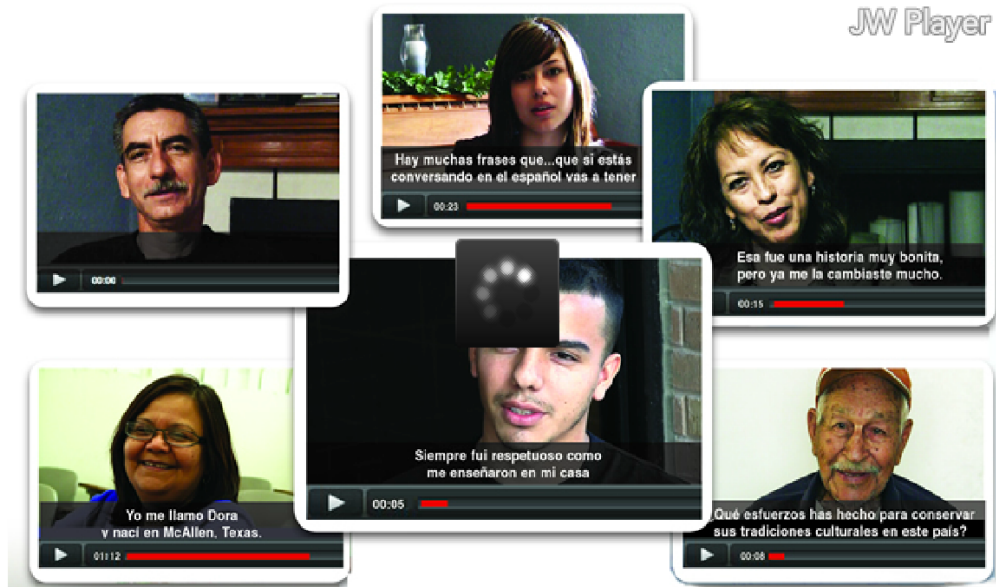 JW Player
Hay muchas frases que...que si estás
conversando en el español vas a tener
00:23
00:00
Esa fue una historia muy bonita,
pero ya me la cambiaste mucho.
00:15
Siempre fui respetuoso como
me enseñaron en mi casa
00:05
Yo me llamo Dora
y nací en McAllen, Texas.
01:12
¿Qué esfuerzos has hecho para conservar
sus tradiciones culturales en este país?
00:08